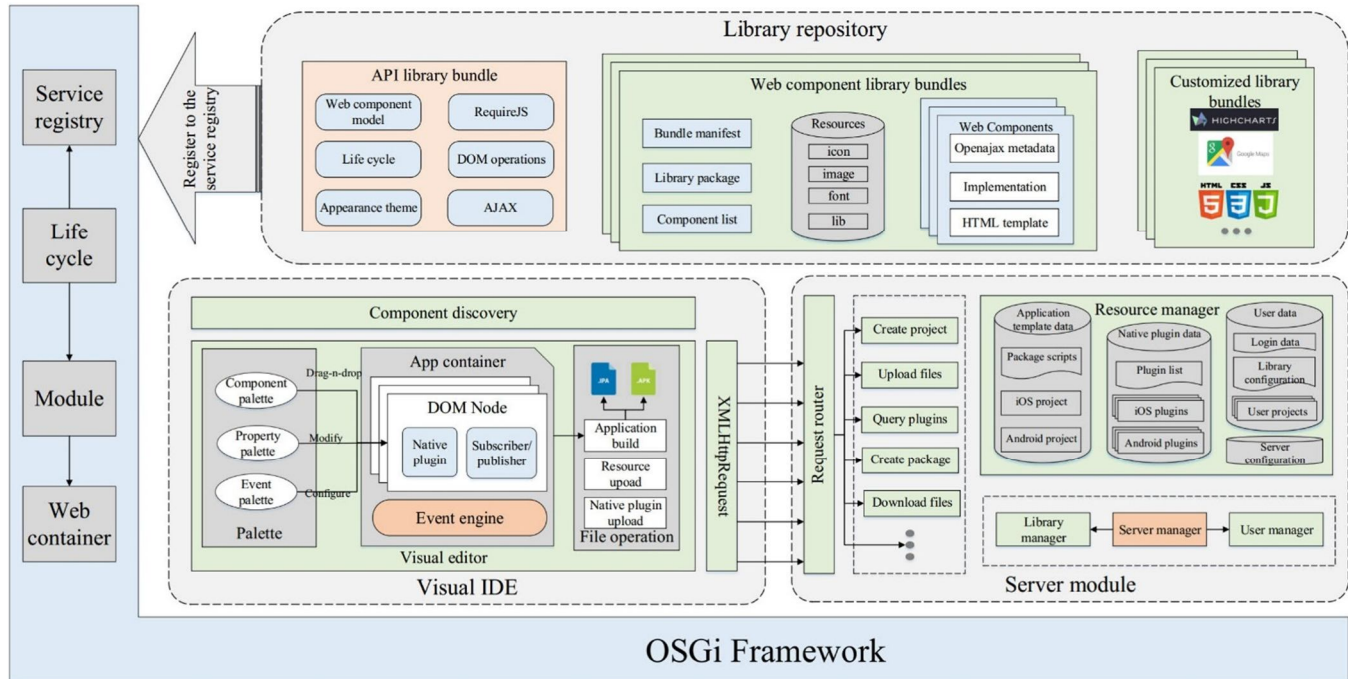 Library repository
Service
registry
Life
cycle
Module
Web
container
Register to the
service registry
API library bundle
Web component
model
RequireJS
Life cycle
DOM operations
Appearance theme
AJAX
Web component library bundles
Bundle manifest
Library package
Component list
Resources
icon
image
font
lib
Web Components
Openajax metadata
Implementation
HTML template
Customized library
bundles
HIGHCHARTS
Google Maps
HTML
CSS
JS
5
3
Component discovery
Component
palette
Property
palette
Event
palette
Palette
Drag-n-drop
Modify
Configure
App container
DOM Node
Native
plugin
Subscriber/
publisher
Event engine
.IPA
.APK
Application
build
Resource
upoad
Native plugin
upload
File operation
Visual editor
Visual IDE
XMLHttpRequest
Request router
Create project
Upload files
Query plugins
Create package
Download files
Resource manager
Application
template data
Package scripts
iOS project
Android project
Native plugin data
Plugin list
iOS plugins
Android plugins
User data
Login data
Library
configuration
User projects
Server
configuration
Library
manager
Server manager
User manager
Server module
OSGi Framework